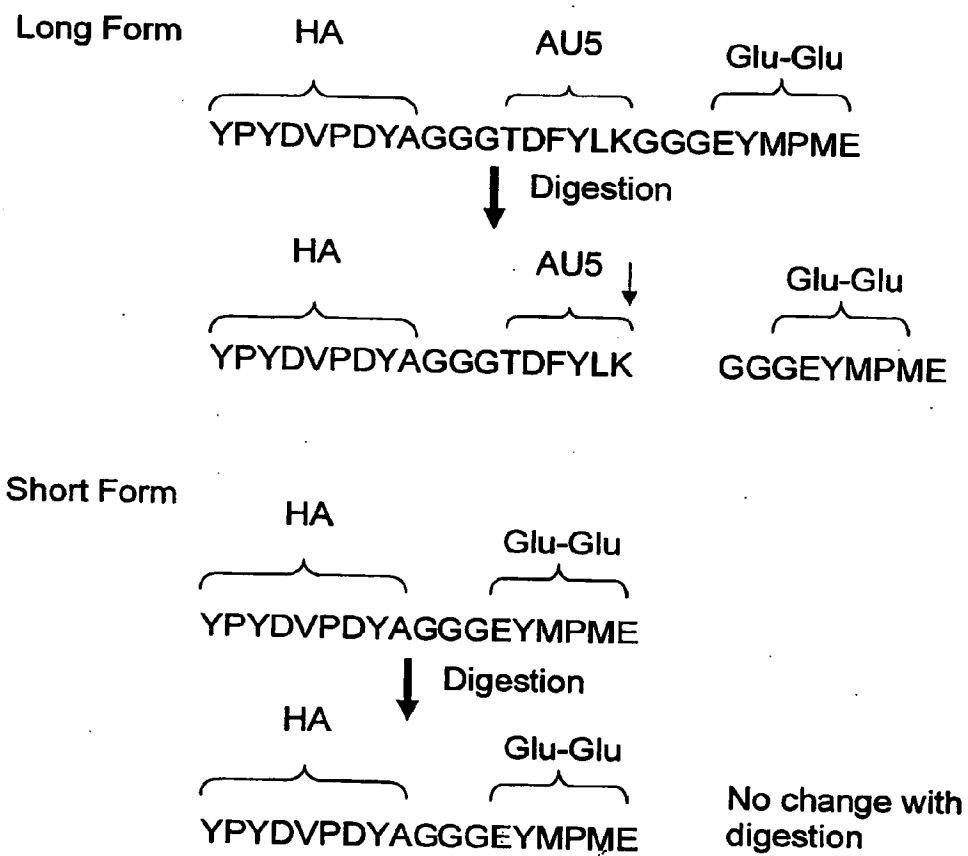 Long Form
HA
AU5
Glu-Glu
YPYDVPDYAGGGTDFYLKGGGEYMPME
Digestion
HA
AU5
Glu-Glu
YPYDVPDYAGGGTDFYLK GGGEYMPME
Short Form
HA
Glu-Glu
YPYDVPDYAGGGEYMPME
Digestion
HA
Glu-Glu
YPYDVPDYAGGGEYMPME
No change with
digestion